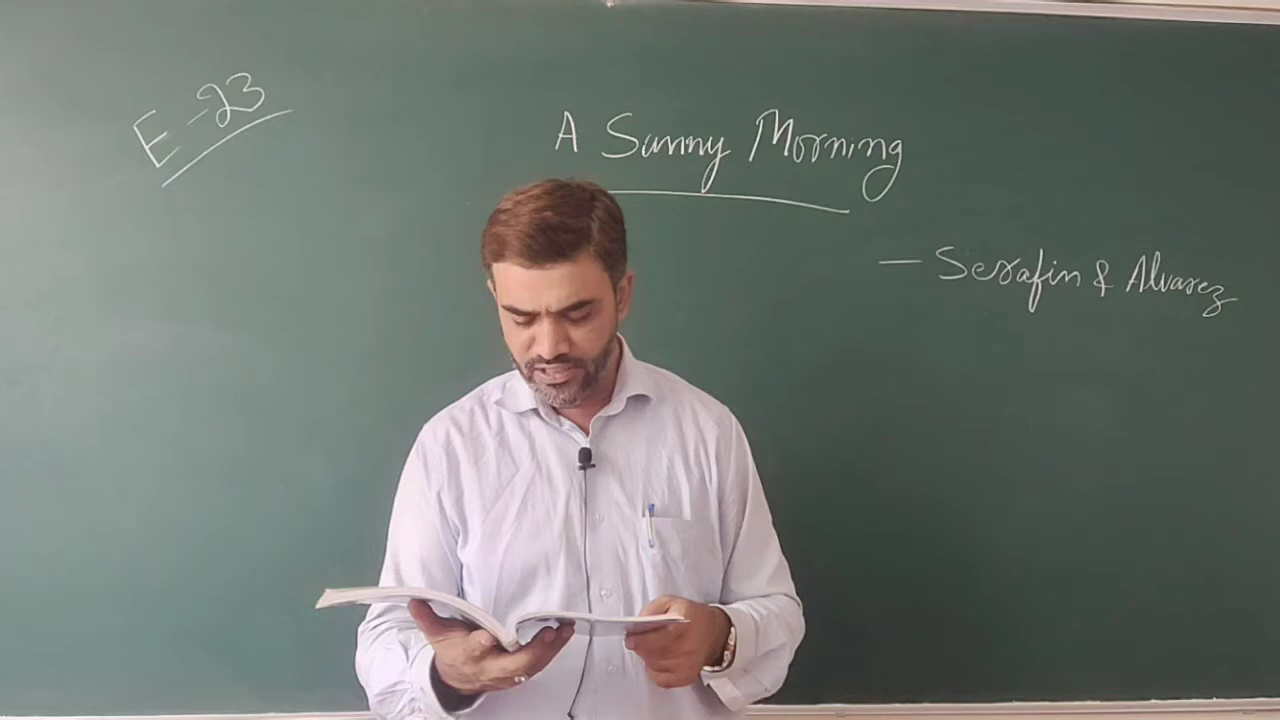 E-23
A Sunny Morning
— Serafin & Alvarez